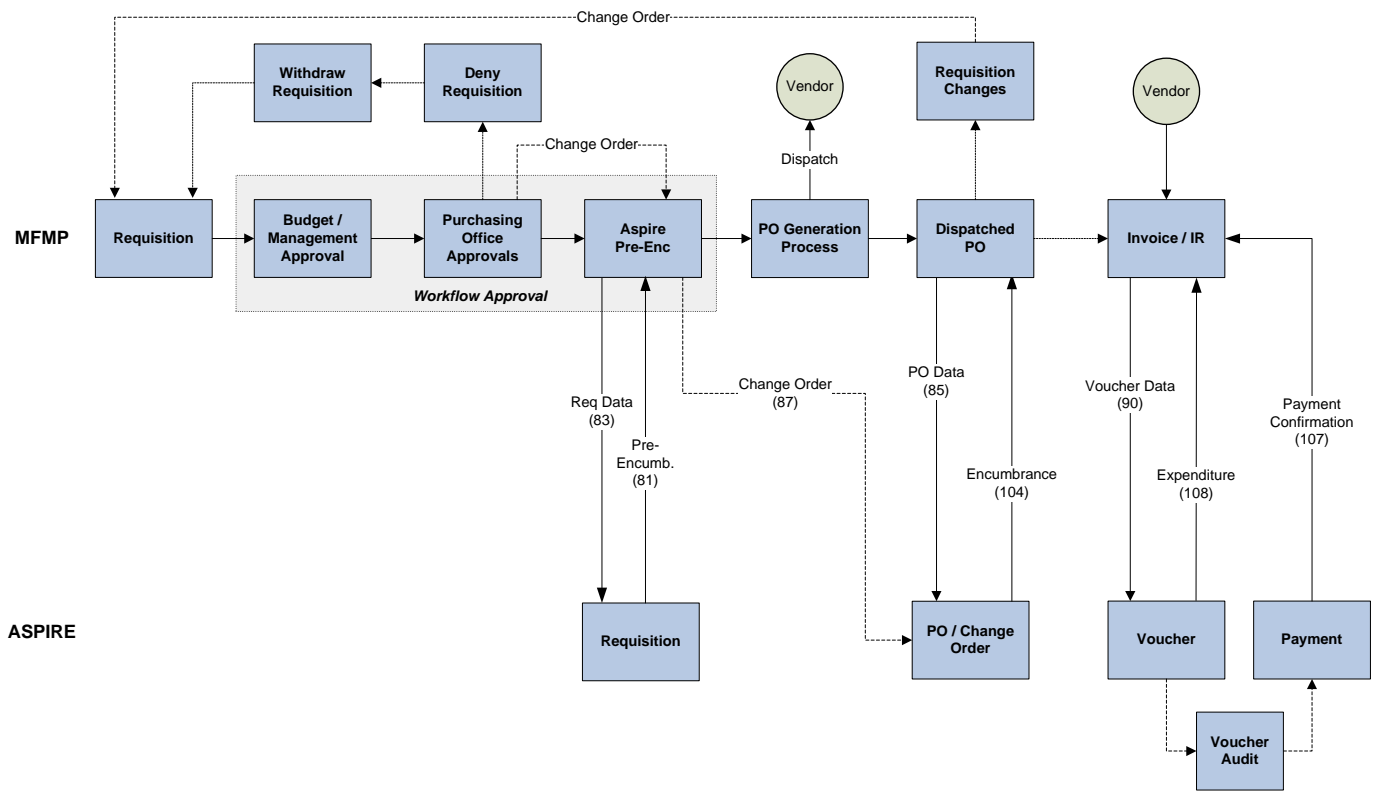 Change Order
Withdraw
Requisition
Deny
Requisition
Vendor
Requisition
Changes
Vendor
Change Order
Dispatch
MFMP
Requisition
Budget /
Management
Approval
Purchasing
Office
Approvals
Aspire
Pre-Enc
PO Generation
Process
Dispatched
PO
Invoice / IR
Workflow Approval
Req Data
(83)
Pre-
Encumb.
(81)
Change Order
(87)
PO Data
(85)
Encumbrance
(104)
Voucher Data
(90)
Expenditure
(108)
Payment
Confirmation
(107)
ASPIRE
Requisition
PO / Change
Order
Voucher
Payment
Voucher
Audit